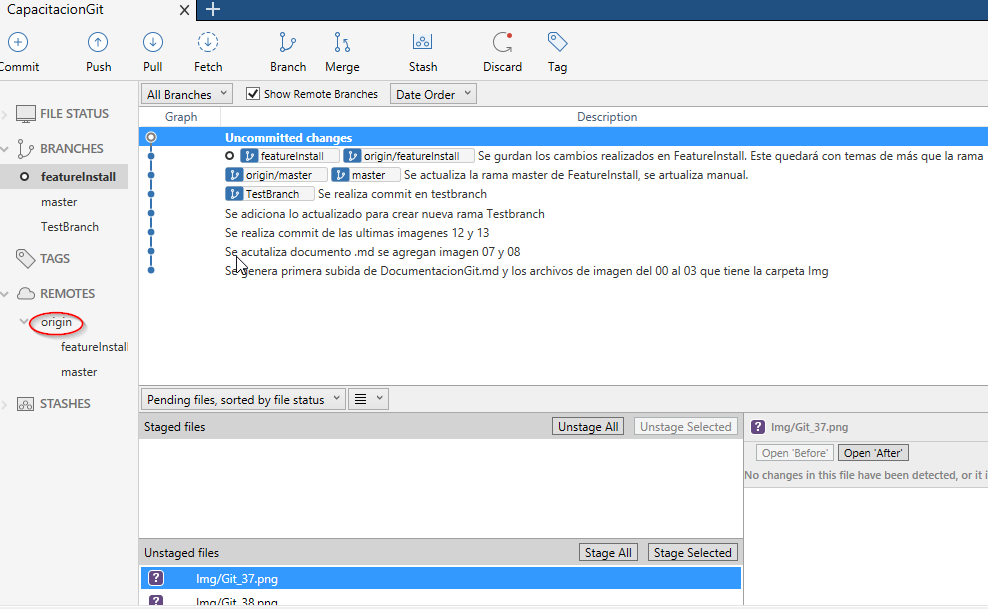 CapacitacionGit
Commit Push Pull Fetch Branch Merge Stash Discard Tag
All Branches Show Remote Branches Date Order
FILE STATUS
BRANCHES
featureInstall
master
TestBranch
TAGS
REMOTES
origin
featureInstall
master
STASHES
Graph Description
Uncommitted changes
featureInstall origin/featureInstall Se gurdan los cambios realizados en FeatureInstall. Este quedará con temas de más que la rama
origin/master master Se actualiza la rama master de FeatureInstall, se artualiza manual.
TestBranch Se realiza commit en testbranch
Se adiciona lo actualizado para crear nueva rama Testbranch
Se realiza commit de las ultimas imagenes 12 y 13
Se acutaliza documento .md se agregan imagen 07 y 08
Se genera primera subida de DocumentacionGit.md y los archivos de imagen del 00 al 03 que tiene la carpeta Img
Pending files, sorted by file status
Staged files Unstage All Unstage Selected
Unstaged files Stage All Stage Selected
Img/Git_37.png
Img/Git_38.png
Img/Git_37.png
Open 'Before' Open 'After'
No changes in this file have been detected, or it i